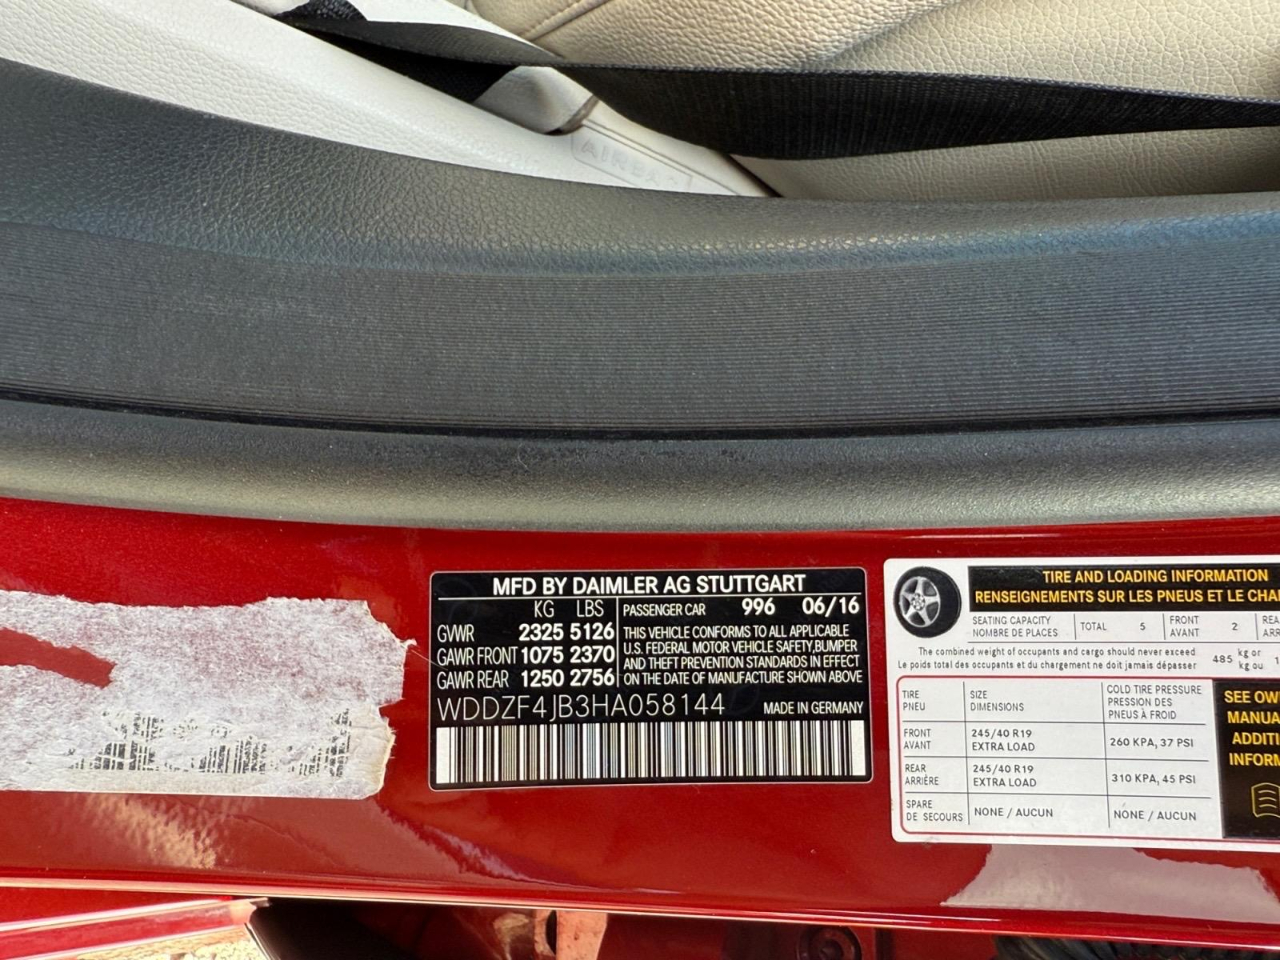 AIRBAG
MFD BY DAIMLER AG STUTTGART
KG LBS
GVWR 2325 5126
GAWR FRONT 1075 2370
GAWR REAR 1250 2756
PASSENGER CAR 996 06/16
THIS VEHICLE CONFORMS TO ALL APPLICABLE
U.S. FEDERAL MOTOR VEHICLE SAFETY,BUMPER
AND THEFT PREVENTION STANDARDS IN EFFECT
ON THE DATE OF MANUFACTURE SHOWN ABOVE
WDDZF4JB3HA058144 MADE IN GERMANY
TIRE AND LOADING INFORMATION
RENSEIGNEMENTS SUR LES PNEUS ET LE
SEATING CAPACITY
NOMBRE DE PLACES
TOTAL 5
FRONT
AVANT
2
The combined weight of occupants and cargo should never exceed
Le poids total des occupants et du chargement ne doit jamais dépasser
485 kg or
kg ou
TIRE
PNEU
SIZE
DIMENSIONS
COLD TIRE PRESSURE
PRESSION DES
PNEUS À FROID
FRONT
AVANT
245/40 R19
EXTRA LOAD
260 KPA, 37 PSI
REAR
ARRIÈRE
245/40 R19
EXTRA LOAD
310 KPA, 45 PSI
SPARE
DE SECOURS
NONE / AUCUN
NONE / AUCUN
SEE